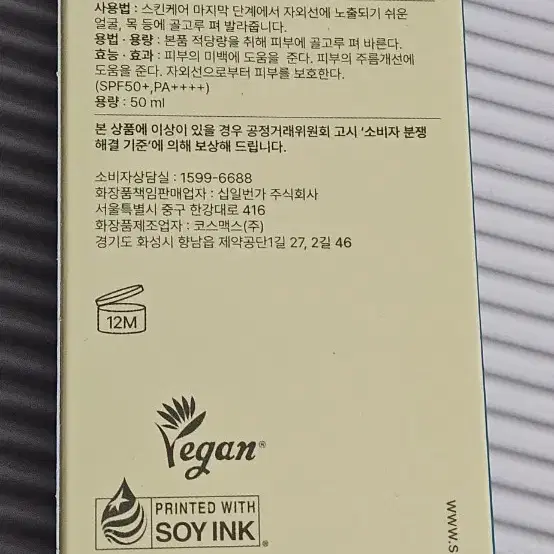 사용법 : 스킨케어 마지막 단계에서 자외선에 노출되기 쉬운
얼굴, 목 등에 골고루 펴 발라줍니다.
용법 · 용량 : 본품 적당량을 취해 피부에 골고루 펴 바른다.
효능 · 효과 : 피부의 미백에 도움을 준다. 피부의 주름개선에
도움을 준다. 자외선으로부터 피부를 보호한다.
(SPF50+,PA++++)
용량 : 50 ml
본 상품에 이상이 있을 경우 공정거래위원회 고시 '소비자 분쟁
해결 기준'에 의해 보상해 드립니다.
소비자상담실 : 1599-6688
화장품책임판매업자 : 십일번가 주식회사
서울특별시 중구 한강대로 416
화장품제조업자 : 코스맥스(주)
경기도 화성시 향남읍 제약공단1길 27, 2길 46
12M
Vegan®
PRINTED WITH
SOY INK®
www.s